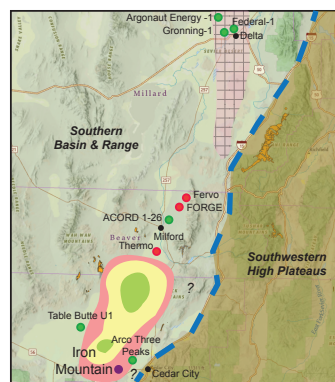 Argonaut Energy -1
Federal-1
Gronning-1
Delta
Millard
Southern
Basin & Range
Fervo
FORGE
ACORD 1-26
Milford
Beaver
Thermo
Southwestern
High Plateaus
?
Table Butte U1
Arco Three
Peaks
Iron
Mountain
?
Cedar City